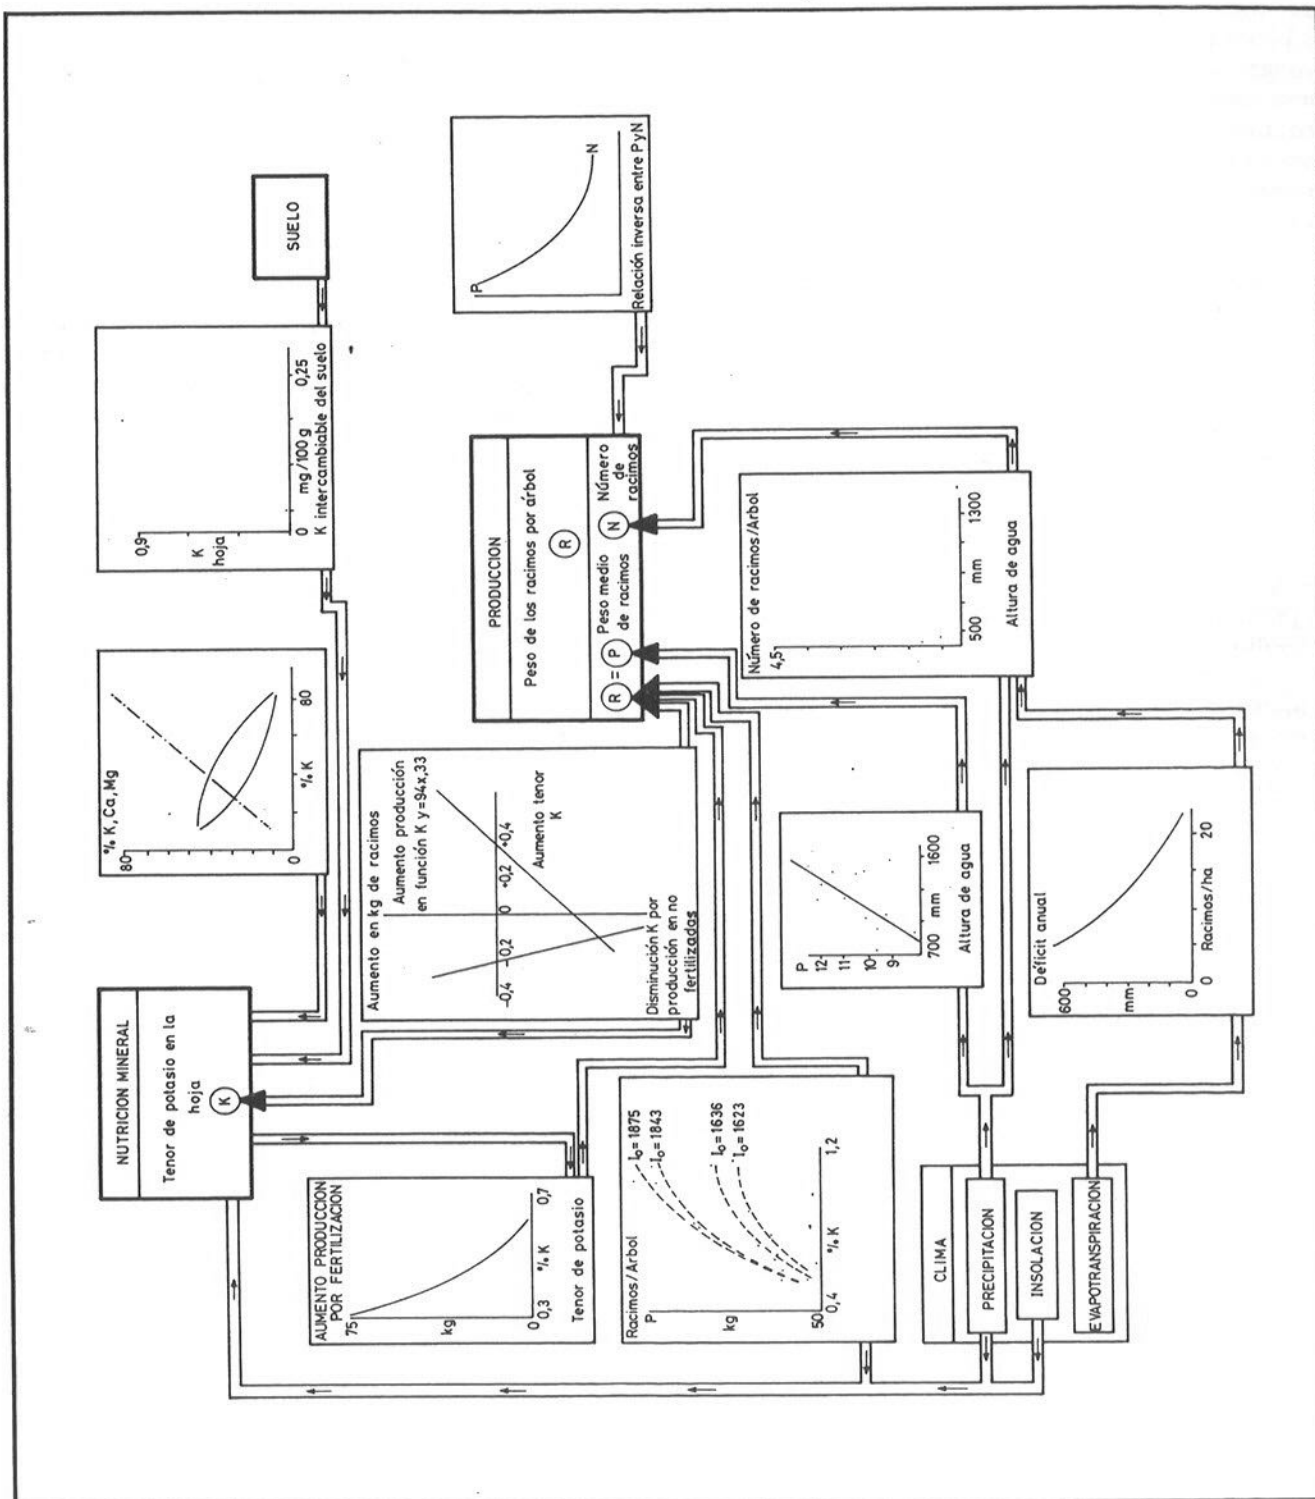 NUTRICION MINERAL
Tenor de potasio en la
hoja
K
% K, Ca, Mg
80
0
80
% K
0,9
K
hoja
0
mg/100 g
0,25
K intercambiable del suelo
SUELO
AUMENTO PRODUCCION
POR FERTILIZACION
75
kg
0
0,3
% K
0,7
Tenor de potasio
Aumento en kg de racimos
Aumento producción
en función K y=94x,33
-0,4
-0,2
0
+0,2
+0,4
Aumento tenor
K
Disminución K por
producción en no
fertilizadas
PRODUCCION
Peso de los racimos por árbol
R
R = P
Peso medio
de racimos
N
Número
de
racimos
P
N
Relación inversa entre P y N
Racimos/Arbol
P
kg
50
0,4
% K
1,2
I₀=1875
I₀=1843
I₀=1636
I₀=1623
P
12
11
10
9
700
mm
1600
Altura de agua
Número de racimos/Arbol
4,5
500
mm
1300
Altura de agua
CLIMA
PRECIPITACION
INSOLACION
EVAPOTRANSPIRACION
Déficit anual
600
mm
0
0
Racimos/ha
20